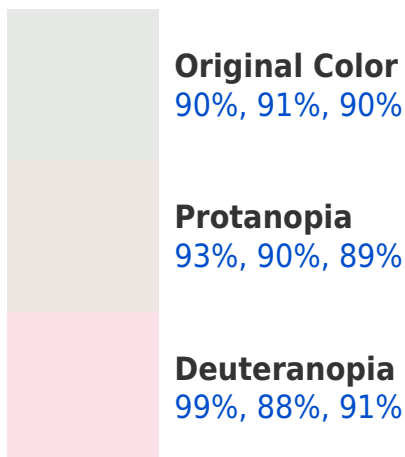 Original Color
90%, 91%, 90%
Protanopia
93%, 90%, 89%
Deuteranopia
99%, 88%, 91%